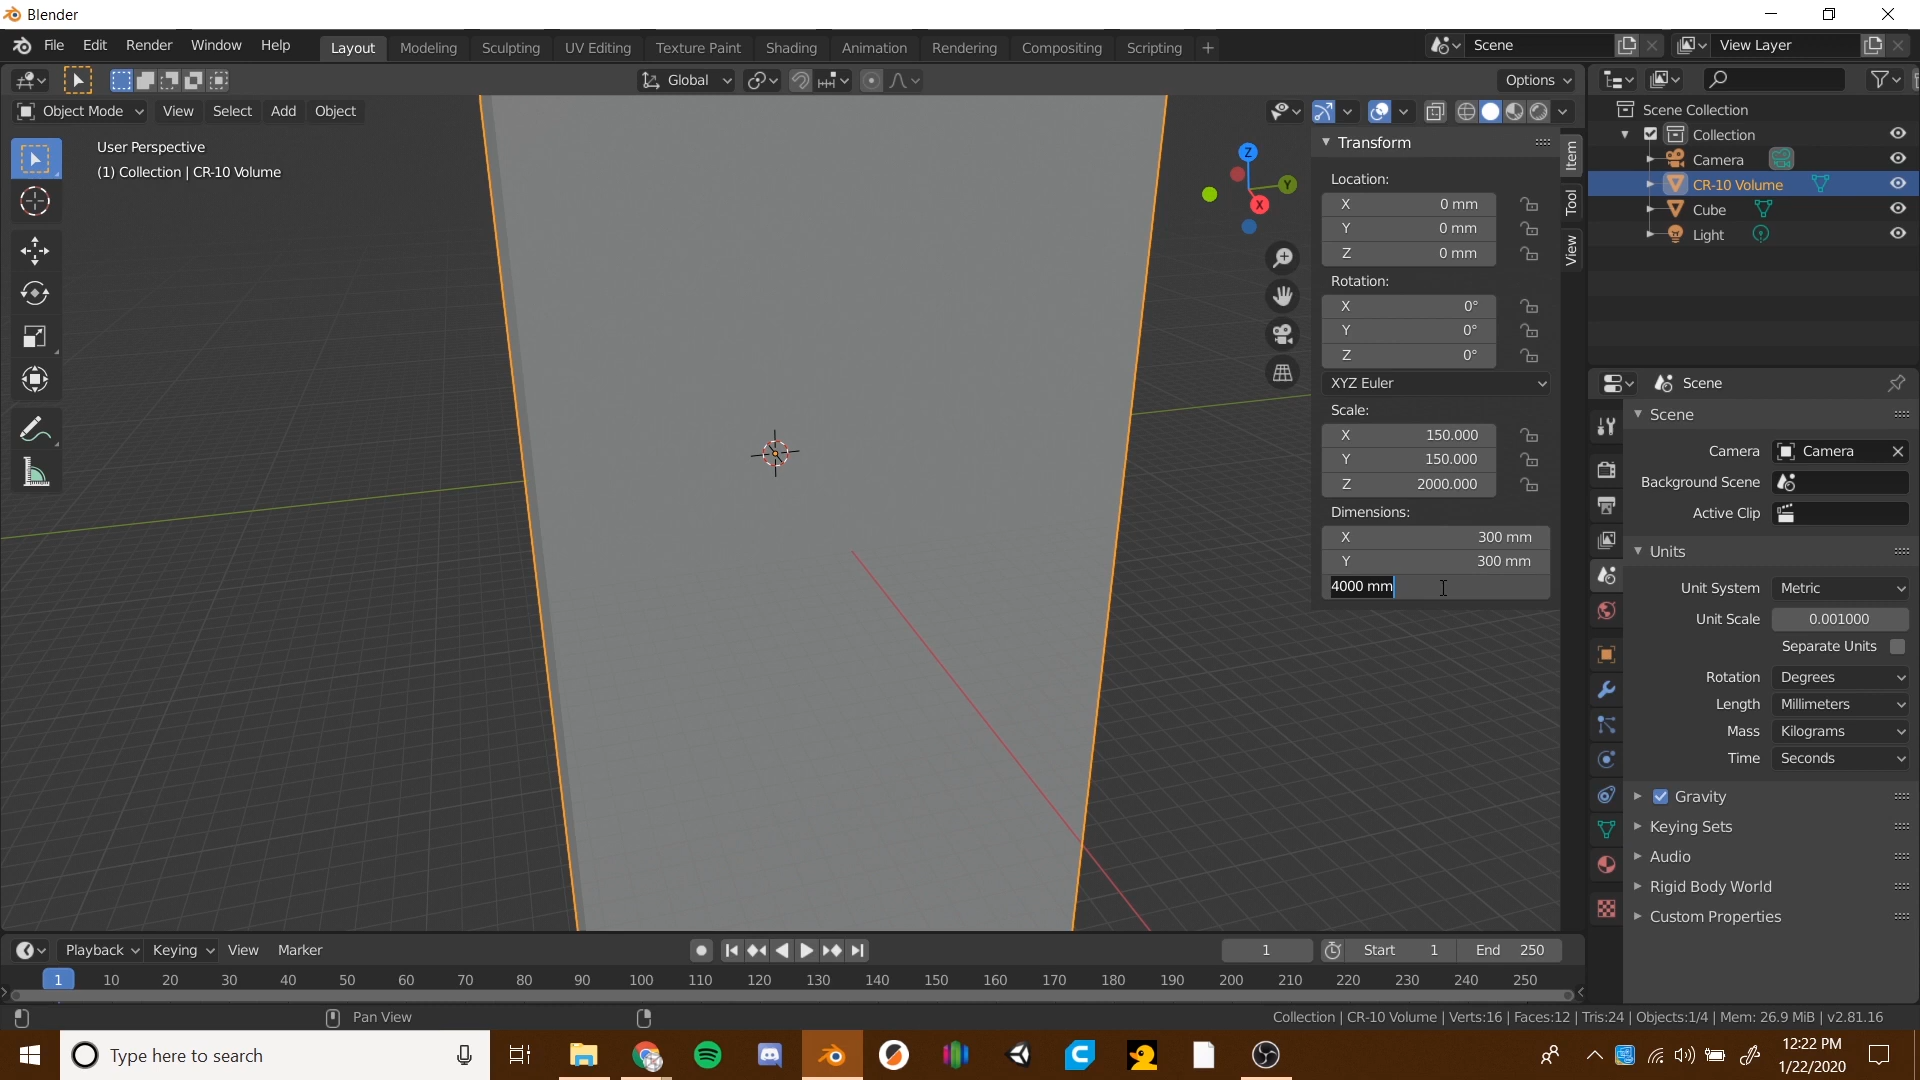 Blender
File Edit Render Window Help
Layout Modeling Sculpting UV Editing Texture Paint Shading Animation Rendering Compositing Scripting +
Scene
View Layer
Global
Options
Object Mode View Select Add Object
User Perspective
(1) Collection | CR-10 Volume
Z
Y
X
Transform
Location:
X 0 mm
Y 0 mm
Z 0 mm
Rotation:
X 0°
Y 0°
Z 0°
XYZ Euler
Scale:
X 150.000
Y 150.000
Z 2000.000
Dimensions:
X 300 mm
Y 300 mm
4000 mm
Item
Tool
View
Scene Collection
Collection
Camera
CR-10 Volume
Cube
Light
Scene
Scene
Camera Camera
Background Scene
Active Clip
Units
Unit System Metric
Unit Scale 0.001000
Separate Units
Rotation Degrees
Length Millimeters
Mass Kilograms
Time Seconds
Gravity
Keying Sets
Audio
Rigid Body World
Custom Properties
Playback Keying View Marker
1
Start 1 End 250
1 10 20 30 40 50 60 70 80 90 100 110 120 130 140 150 160 170 180 190 200 210 220 230 240 250
Pan View
Collection | CR-10 Volume | Verts:16 | Faces:12 | Tris:24 | Objects:1/4 | Mem: 26.9 MiB | v2.81.16
Type here to search
12:22 PM
1/22/2020